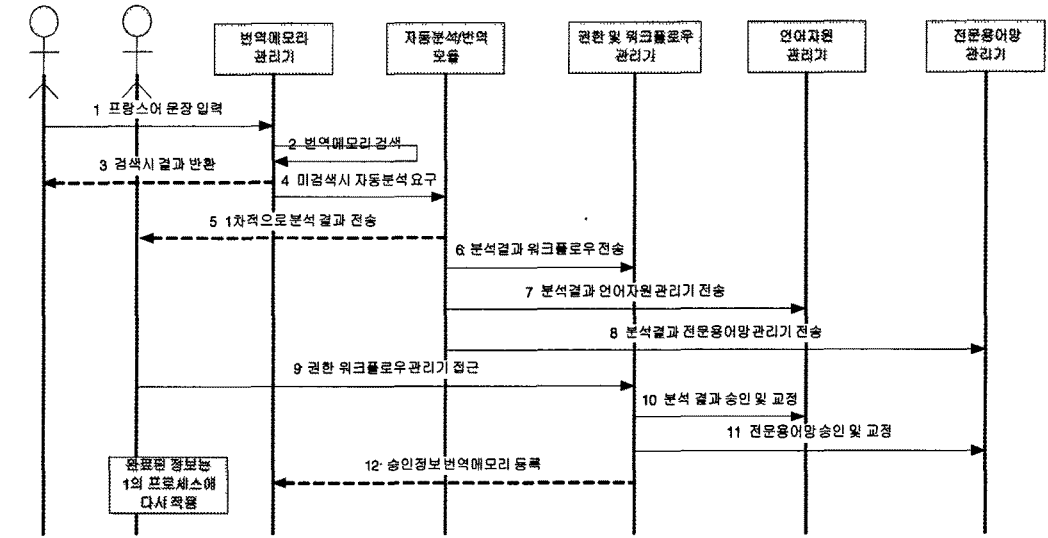 번역메모리
관리기
자동분석/번역
모듈
권한 및 워크플로우
관리기
언어자원
관리기
전문용어망
관리기
1 프랑스어 문장 입력
2 번역메모리 검색
3 검색시 결과 반환
4 미검색시 자동분석 요구
5 1차적으로 분석 결과 전송
6 분석결과 워크플로우 전송
7 분석결과 언어자원관리기 전송
8 분석결과 전문용어망관리기 전송
9 권한 워크플로우관리기 접근
10 분석 결과 승인 및 교정
11 전문용어망 승인 및 교정
12 승인정보 번역메모리 등록
완료된 정보는
1의 프로세스에
다시 적용